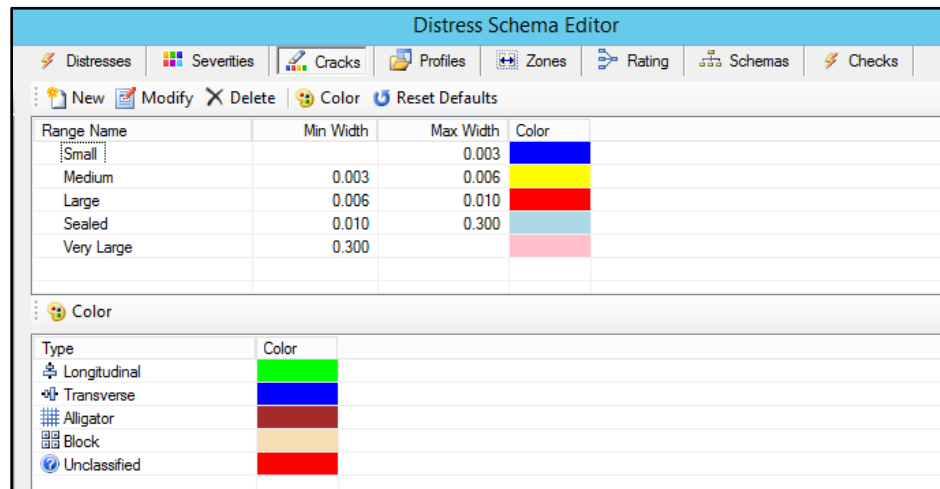 Distress Schema Editor
Distresses Severities Cracks Profiles Zones Rating Schemas Checks
New Modify Delete Color Reset Defaults
Range Name Min Width Max Width Color
Small 0.003
Medium 0.003 0.006
Large 0.006 0.010
Sealed 0.010 0.300
Very Large 0.300
Color
Type Color
Longitudinal
Transverse
Alligator
Block
Unclassified